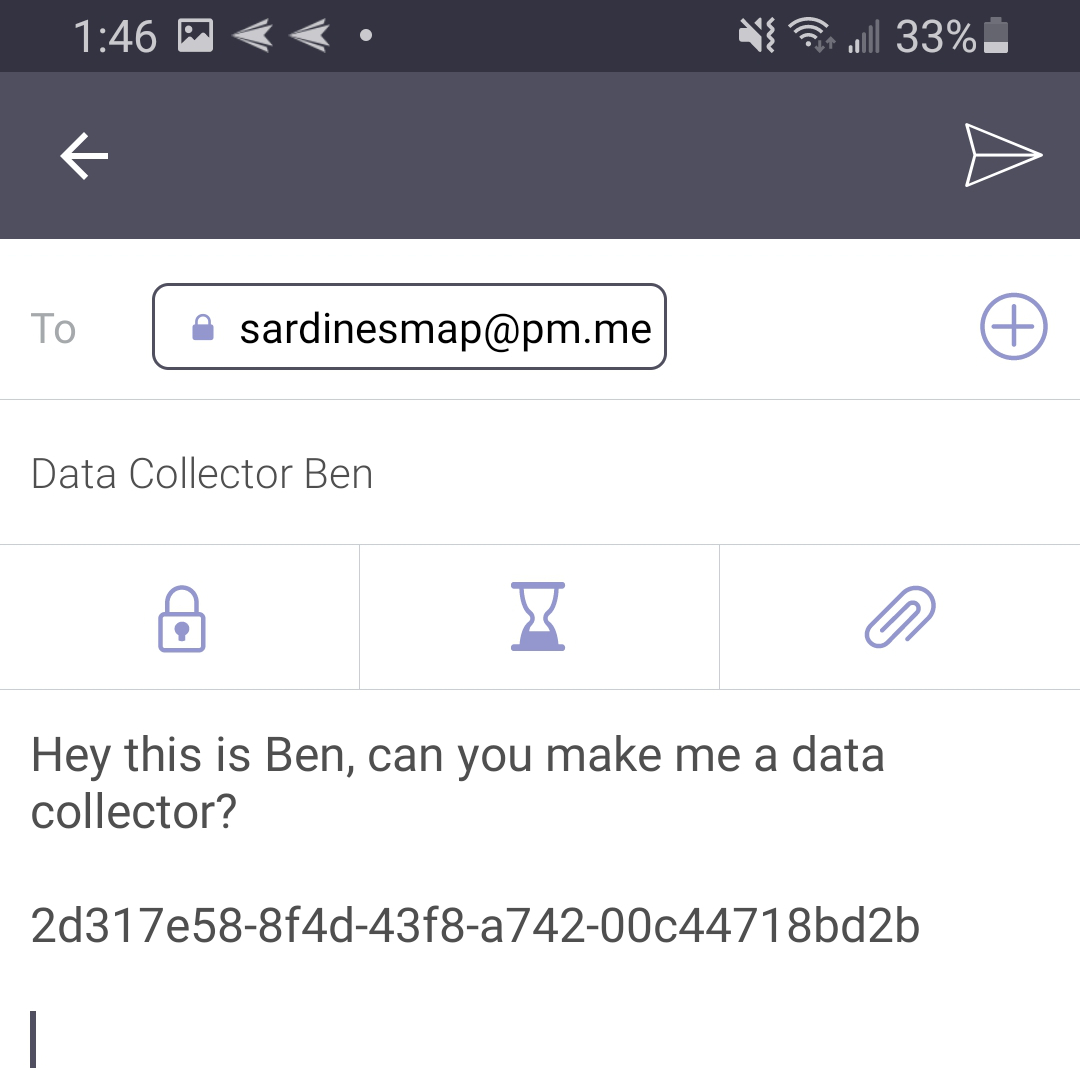 1:46 33%
To sardinesmap@pm.me
Data Collector Ben
Hey this is Ben, can you make me a data
collector?
2d317e58-8f4d-43f8-a742-00c44718bd2b